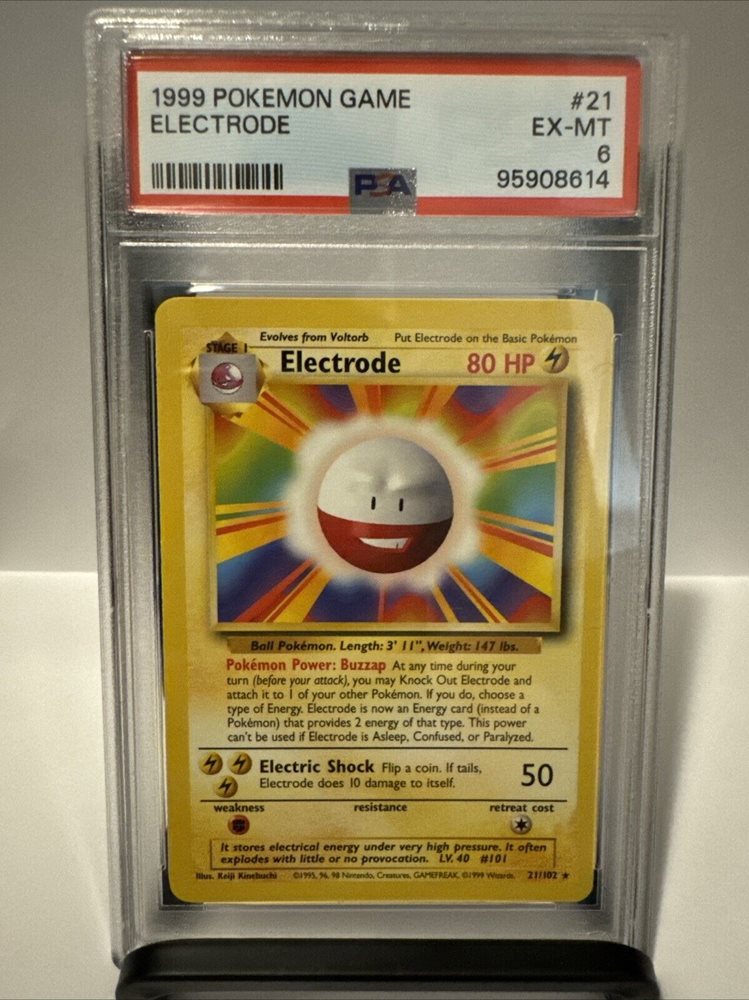 1999 POKEMON GAME #21
ELECTRODE EX-MT
6
95908614
PSA
Evolves from Voltorb Put Electrode on the Basic Pokémon
STAGE 1
Electrode 80 HP
Ball Pokémon. Length: 3' 11", Weight: 147 lbs.
Pokémon Power: Buzzap At any time during your
turn (before your attack), you may Knock Out Electrode and
attach it to 1 of your other Pokémon. If you do, choose a
type of Energy. Electrode is now an Energy card (instead of a
Pokémon) that provides 2 energy of that type. This power
can't be used if Electrode is Asleep, Confused, or Paralyzed.
Electric Shock Flip a coin. If tails,
Electrode does 10 damage to itself.
50
weakness resistance retreat cost
It stores electrical energy under very high pressure. It often
explodes with little or no provocation. LV. 40 #101
Illus. Keiji Kinebuchi ©1995, 96, 98 Nintendo, Creatures, GAMEFREAK. ©1999 Wizards. 21/102 ★